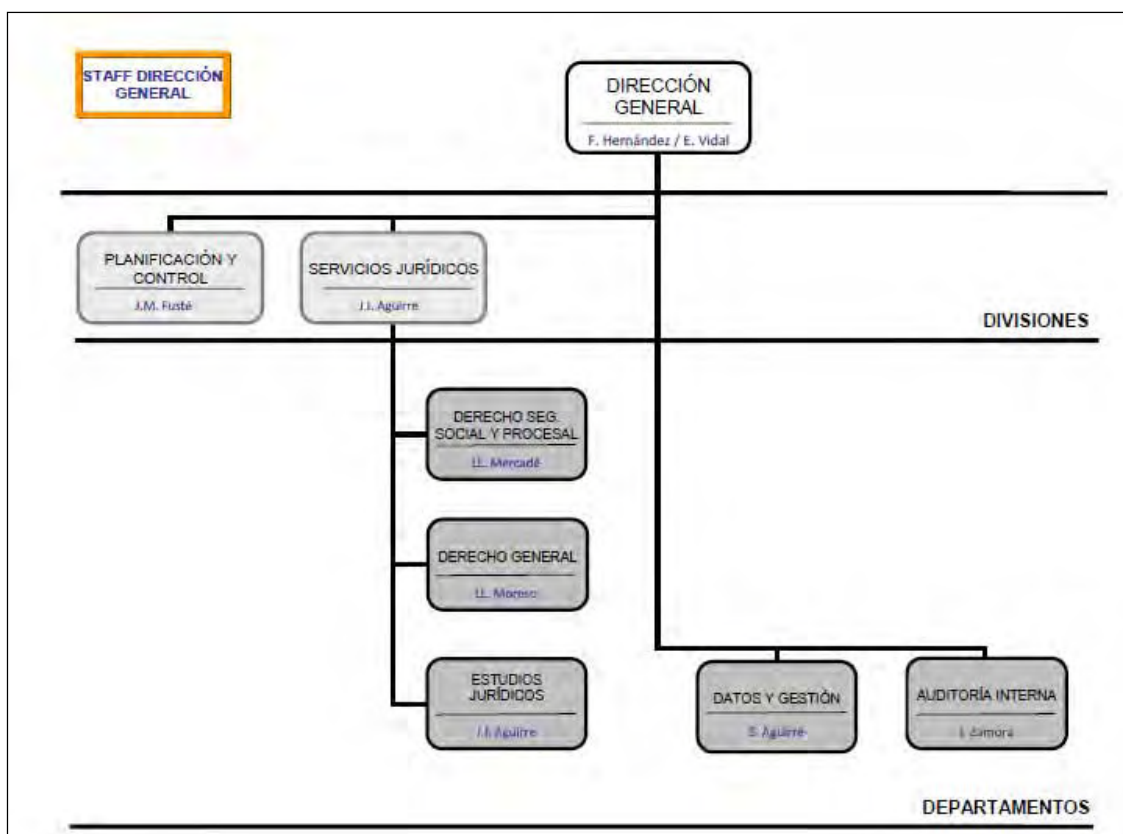 STAFF DIRECCIÓN
GENERAL
DIRECCIÓN
GENERAL
F. Hernández / E. Vidal
PLANIFICACIÓN Y
CONTROL
J.M. Fusté
SERVICIOS JURÍDICOS
J.I. Aguirre
DIVISIONES
DERECHO SEG.
SOCIAL Y PROCESAL
LL. Mercadé
DERECHO GENERAL
LL. Moreso
ESTUDIOS
JURÍDICOS
J.I. Aguirre
DATOS Y GESTIÓN
S. Aguirre
AUDITORÍA INTERNA
Zamora
DEPARTAMENTOS